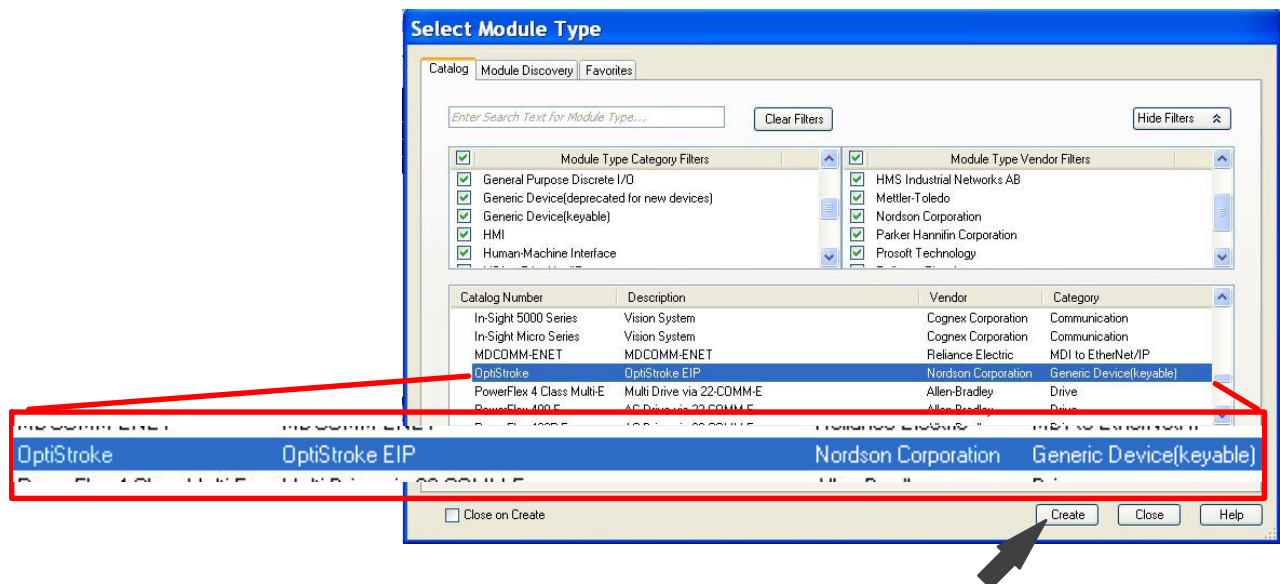 Select Module Type
Catalog Module Discovery Favorites
Enter Search Text for Module Type... Clear Filters Hide Filters
Module Type Category Filters Module Type Vendor Filters
General Purpose Discrete I/O HMS Industrial Networks AB
Generic Device(deprecated for new devices) Mettler-Toledo
Generic Device(keyable) Nordson Corporation
HMI Parker Hannifin Corporation
Human-Machine Interface Prosoft Technology
Catalog Number Description Vendor Category
In-Sight 5000 Series Vision System Cognex Corporation Communication
In-Sight Micro Series Vision System Cognex Corporation Communication
MDCOMM-ENET MDCOMM-ENET Reliance Electric MDI to EtherNet/IP
OptiStroke OptiStroke EIP Nordson Corporation Generic Device(keyable)
PowerFlex 4 Class Multi-E Multi Drive via 22-COMM-E Allen-Bradley Drive
OptiStroke OptiStroke EIP Nordson Corporation Generic Device(keyable)
Close on Create Create Close Help